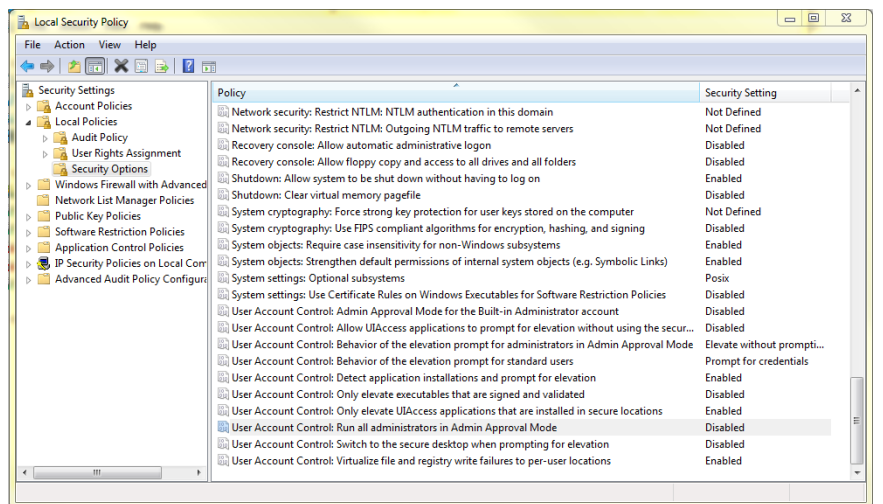 Local Security Policy
File Action View Help
Security Settings
Account Policies
Local Policies
Audit Policy
User Rights Assignment
Security Options
Windows Firewall with Advanced
Network List Manager Policies
Public Key Policies
Software Restriction Policies
Application Control Policies
IP Security Policies on Local Com
Advanced Audit Policy Configura
Policy Security Setting
Network security: Restrict NTLM: NTLM authentication in this domain Not Defined
Network security: Restrict NTLM: Outgoing NTLM traffic to remote servers Not Defined
Recovery console: Allow automatic administrative logon Disabled
Recovery console: Allow floppy copy and access to all drives and all folders Disabled
Shutdown: Allow system to be shut down without having to log on Enabled
Shutdown: Clear virtual memory pagefile Disabled
System cryptography: Force strong key protection for user keys stored on the computer Not Defined
System cryptography: Use FIPS compliant algorithms for encryption, hashing, and signing Disabled
System objects: Require case insensitivity for non-Windows subsystems Enabled
System objects: Strengthen default permissions of internal system objects (e.g. Symbolic Links) Enabled
System settings: Optional subsystems Posix
System settings: Use Certificate Rules on Windows Executables for Software Restriction Policies Disabled
User Account Control: Admin Approval Mode for the Built-in Administrator account Disabled
User Account Control: Allow UIAccess applications to prompt for elevation without using the secur... Disabled
User Account Control: Behavior of the elevation prompt for administrators in Admin Approval Mode Elevate without prompti...
User Account Control: Behavior of the elevation prompt for standard users Prompt for credentials
User Account Control: Detect application installations and prompt for elevation Enabled
User Account Control: Only elevate executables that are signed and validated Disabled
User Account Control: Only elevate UIAccess applications that are installed in secure locations Enabled
User Account Control: Run all administrators in Admin Approval Mode Disabled
User Account Control: Switch to the secure desktop when prompting for elevation Disabled
User Account Control: Virtualize file and registry write failures to per-user locations Enabled